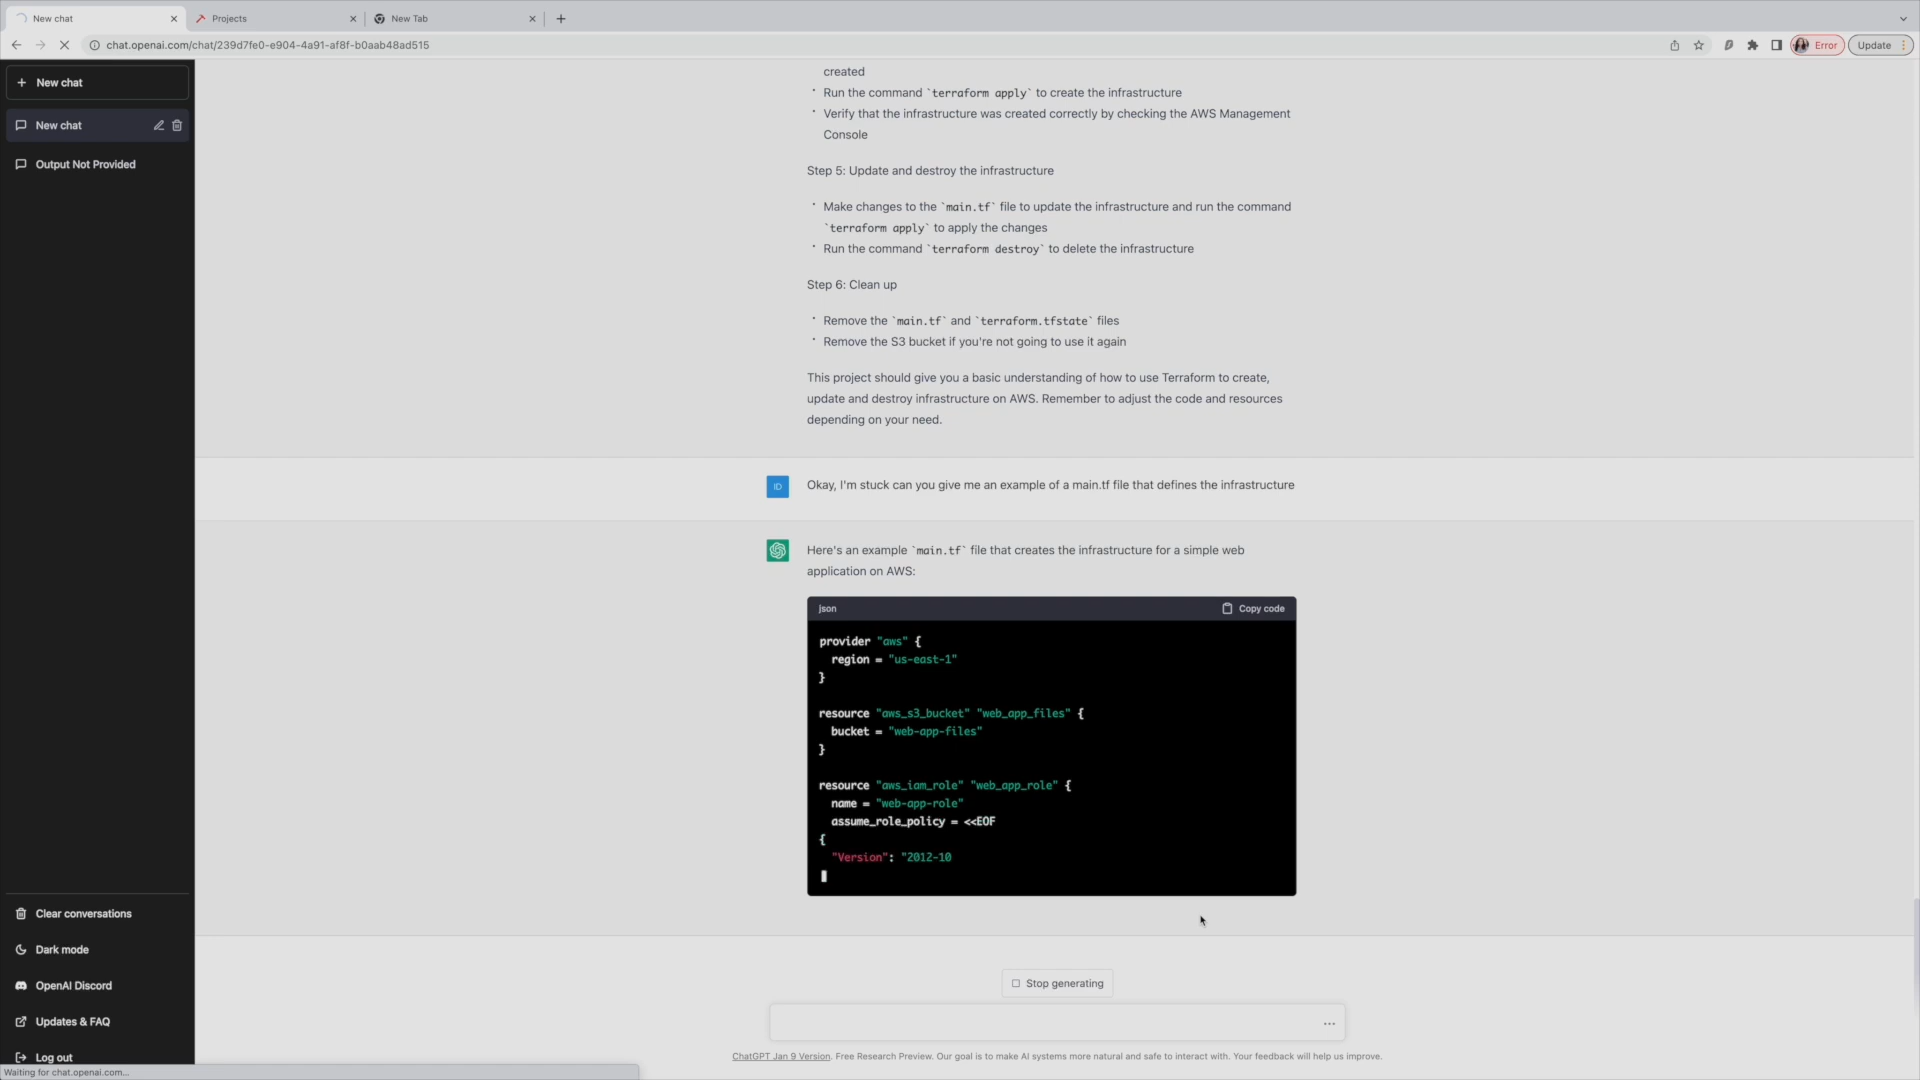 New chat
Projects
New Tab
chat.openai.com/chat/239d7fe0-e904-4a91-af8f-b0aab48ad515
Error
Update
New chat
New chat
Output Not Provided
created
Run the command `terraform apply` to create the infrastructure
Verify that the infrastructure was created correctly by checking the AWS Management
Console
Step 5: Update and destroy the infrastructure
Make changes to the `main.tf` file to update the infrastructure and run the command
`terraform apply` to apply the changes
Run the command `terraform destroy` to delete the infrastructure
Step 6: Clean up
Remove the `main.tf` and `terraform.tfstate` files
Remove the S3 bucket if you're not going to use it again
This project should give you a basic understanding of how to use Terraform to create,
update and destroy infrastructure on AWS. Remember to adjust the code and resources
depending on your need.
ID
Okay, I'm stuck can you give me an example of a main.tf file that defines the infrastructure
Here's an example `main.tf` file that creates the infrastructure for a simple web
application on AWS:
json
Copy code
provider "aws" {
region = "us-east-1"
}
resource "aws_s3_bucket" "web_app_files" {
bucket = "web-app-files"
}
resource "aws_iam_role" "web_app_role" {
name = "web-app-role"
assume_role_policy = <<EOF
{
"Version": "2012-10
Clear conversations
Dark mode
OpenAI Discord
Updates & FAQ
Log out
Stop generating
...
ChatGPT Jan 9 Version. Free Research Preview. Our goal is to make AI systems more natural and safe to interact with. Your feedback will help us improve.
Waiting for chat.openai.com...